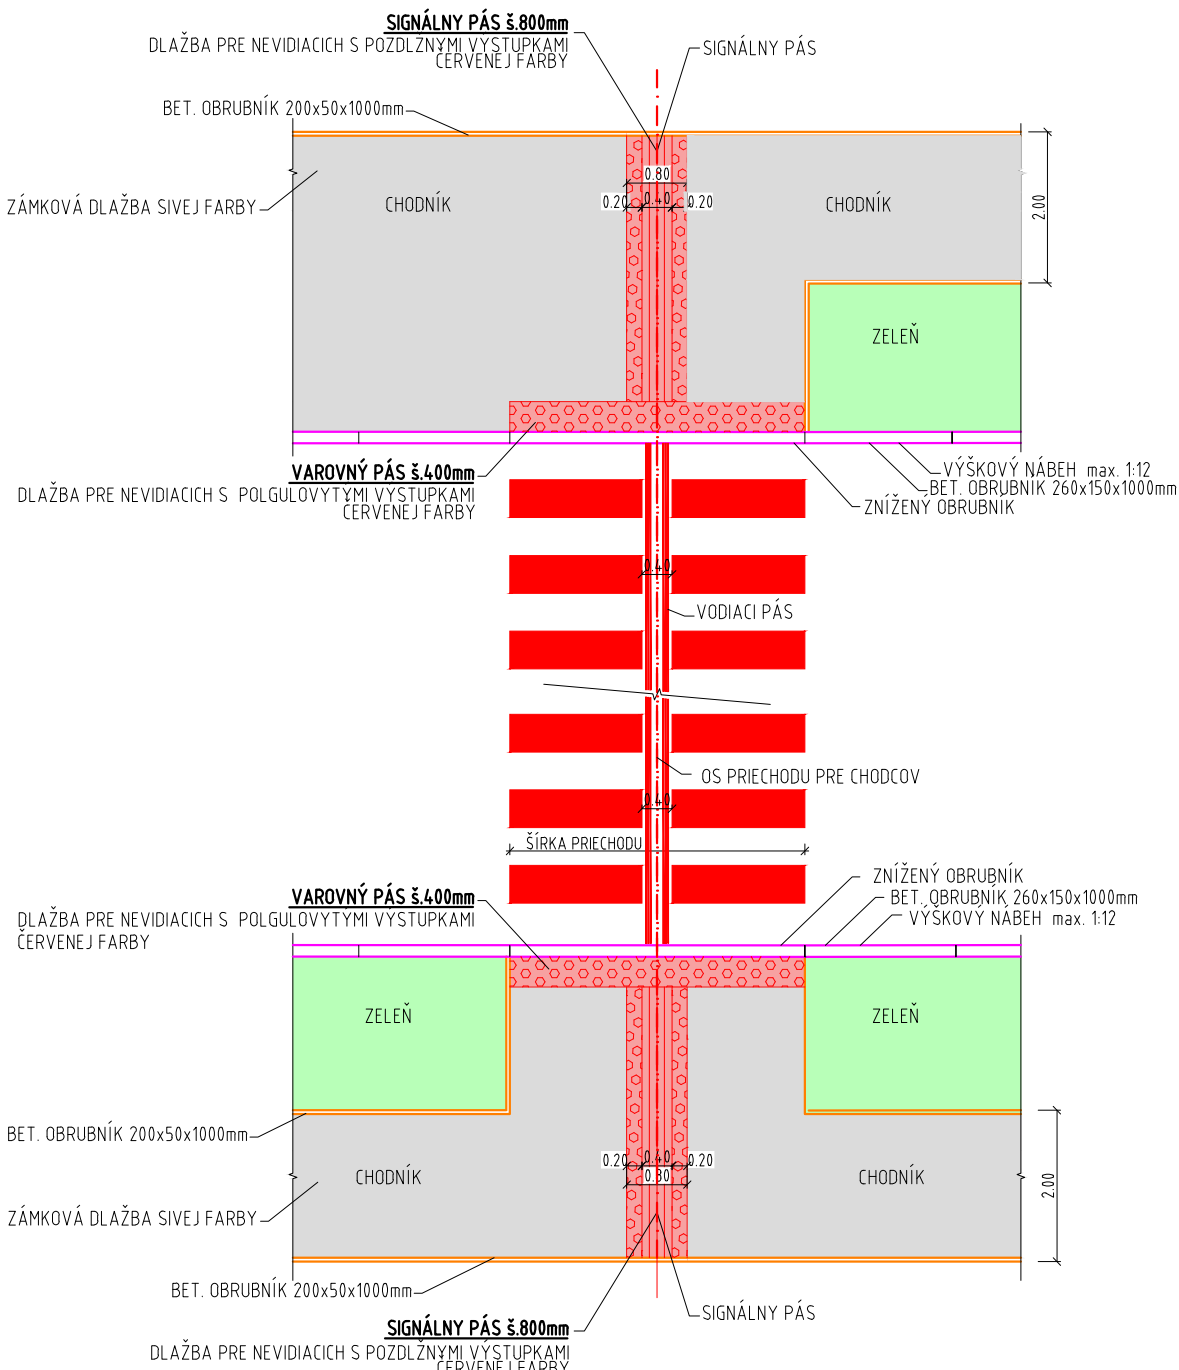 SIGNÁLNY PÁS š.800mm
DLAŽBA PRE NEVIDIACICH S POZDLŽNYMI VÝSTUPKAMI
ČERVENEJ FARBY
SIGNÁLNY PÁS
BET. OBRUBNÍK 200x50x1000mm
0.80
0.20
0.40
0.20
ZÁMKOVÁ DLAŽBA SIVEJ FARBY
CHODNÍK
CHODNÍK
2.00
ZELEŇ
VAROVNÝ PÁS š.400mm
DLAŽBA PRE NEVIDIACICH S POLGULOVYTÝMI VÝSTUPKAMI
ČERVENEJ FARBY
VÝŠKOVÝ NÁBEH max. 1:12
BET. OBRUBNÍK 260x150x1000mm
ZNÍŽENÝ OBRUBNÍK
0.40
VODIACI PÁS
OS PRIECHODU PRE CHODCOV
0.40
ŠÍRKA PRIECHODU
ZNÍŽENÝ OBRUBNÍK
BET. OBRUBNÍK 260x150x1000mm
VÝŠKOVÝ NÁBEH max. 1:12
VAROVNÝ PÁS š.400mm
DLAŽBA PRE NEVIDIACICH S POLGULOVYTÝMI VÝSTUPKAMI
ČERVENEJ FARBY
ZELEŇ
ZELEŇ
BET. OBRUBNÍK 200x50x1000mm
0.20
0.40
0.20
0.80
CHODNÍK
CHODNÍK
2.00
ZÁMKOVÁ DLAŽBA SIVEJ FARBY
BET. OBRUBNÍK 200x50x1000mm
SIGNÁLNY PÁS
SIGNÁLNY PÁS š.800mm
DLAŽBA PRE NEVIDIACICH S POZDLŽNYMI VÝSTUPKAMI
ČERVENEJ FARBY